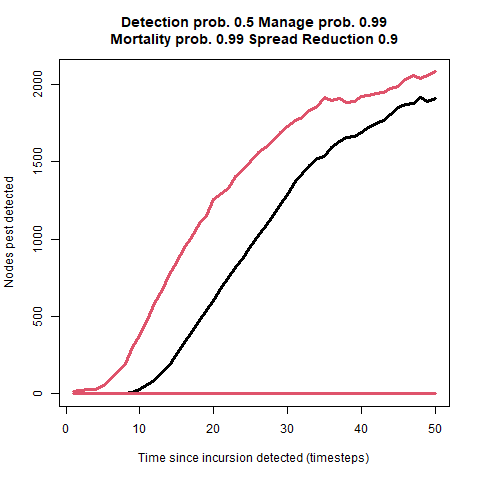 Detection prob. 0.5 Manage prob. 0.99
Mortality prob. 0.99 Spread Reduction 0.9
Nodes pest detected
2000
1500
1000
500
0
0 10 20 30 40 50
Time since incursion detected (timesteps)